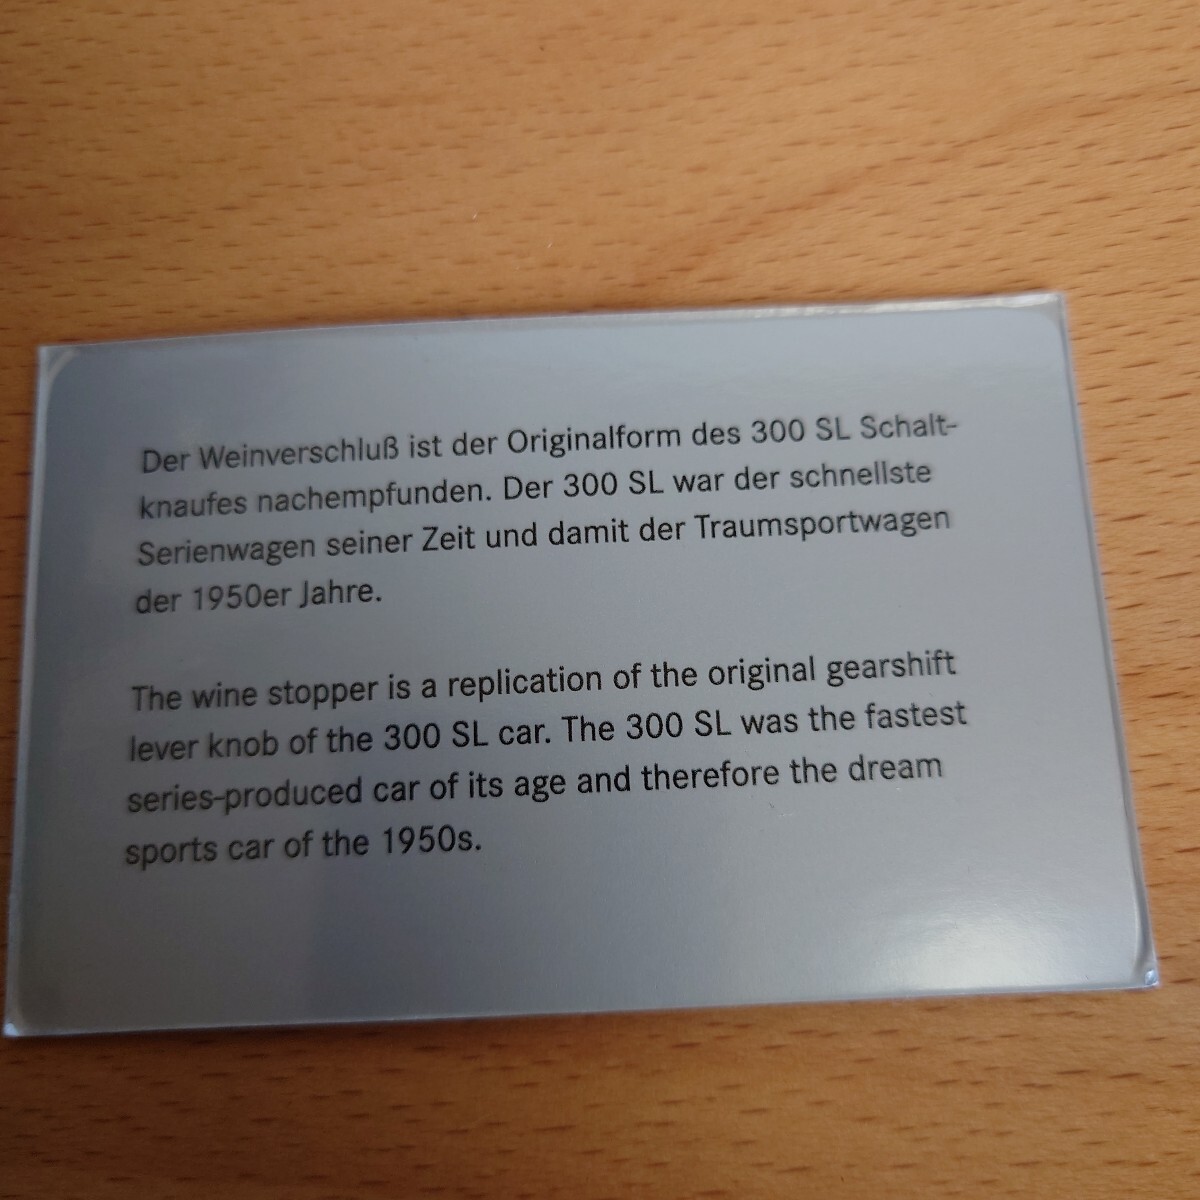 Der Weinverschluß ist der Originalform des 300 SL Schalt-
knaufes nachempfunden. Der 300 SL war der schnellste
Serienwagen seiner Zeit und damit der Traumsportwagen
der 1950er Jahre.
The wine stopper is a replication of the original gearshift
lever knob of the 300 SL car. The 300 SL was the fastest
series-produced car of its age and therefore the dream
sports car of the 1950s.